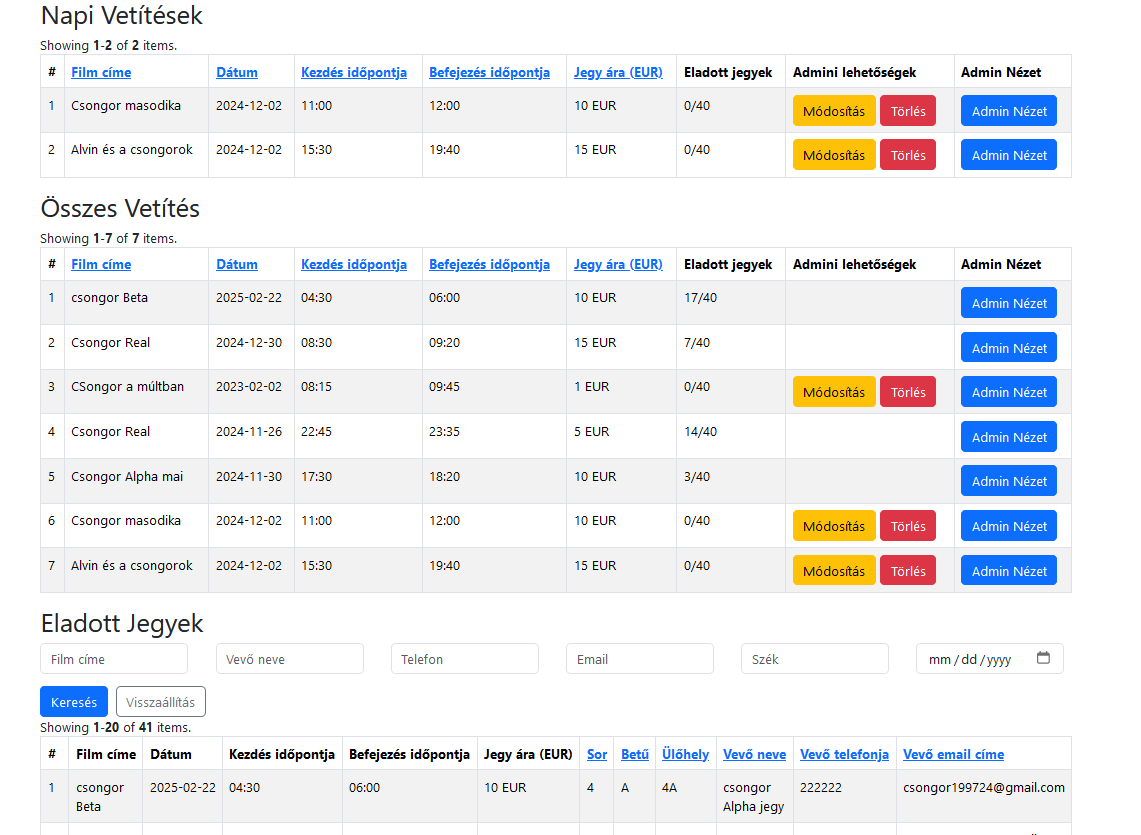 Napi Vetítések
Showing 1-2 of 2 items.
# Film címe Dátum Kezdés időpontja Befejezés időpontja Jegy ára (EUR) Eladott jegyek Admini lehetőségek Admin Nézet
1 Csongor masodika 2024-12-02 11:00 12:00 10 EUR 0/40 Módosítás Törlés Admin Nézet
2 Alvin és a csongorok 2024-12-02 15:30 19:40 15 EUR 0/40 Módosítás Törlés Admin Nézet
Összes Vetítés
Showing 1-7 of 7 items.
# Film címe Dátum Kezdés időpontja Befejezés időpontja Jegy ára (EUR) Eladott jegyek Admini lehetőségek Admin Nézet
1 csongor Beta 2025-02-22 04:30 06:00 10 EUR 17/40 Admin Nézet
2 Csongor Real 2024-12-30 08:30 09:20 15 EUR 7/40 Admin Nézet
3 CSongor a múltban 2023-02-02 08:15 09:45 1 EUR 0/40 Módosítás Törlés Admin Nézet
4 Csongor Real 2024-11-26 22:45 23:35 5 EUR 14/40 Admin Nézet
5 Csongor Alpha mai 2024-11-30 17:30 18:20 10 EUR 3/40 Admin Nézet
6 Csongor masodika 2024-12-02 11:00 12:00 10 EUR 0/40 Módosítás Törlés Admin Nézet
7 Alvin és a csongorok 2024-12-02 15:30 19:40 15 EUR 0/40 Módosítás Törlés Admin Nézet
Eladott Jegyek
Film címe Vevő neve Telefon Email Szék mm/dd/yyyy
Keresés Visszaállítás
Showing 1-20 of 41 items.
# Film címe Dátum Kezdés időpontja Befejezés időpontja Jegy ára (EUR) Sor Betű Ülőhely Vevő neve Vevő telefonja Vevő email címe
1 csongor 2025-02-22 04:30 06:00 10 EUR 4 A 4A csongor 222222 csongor199724@gmail.com
Beta Alpha jegy